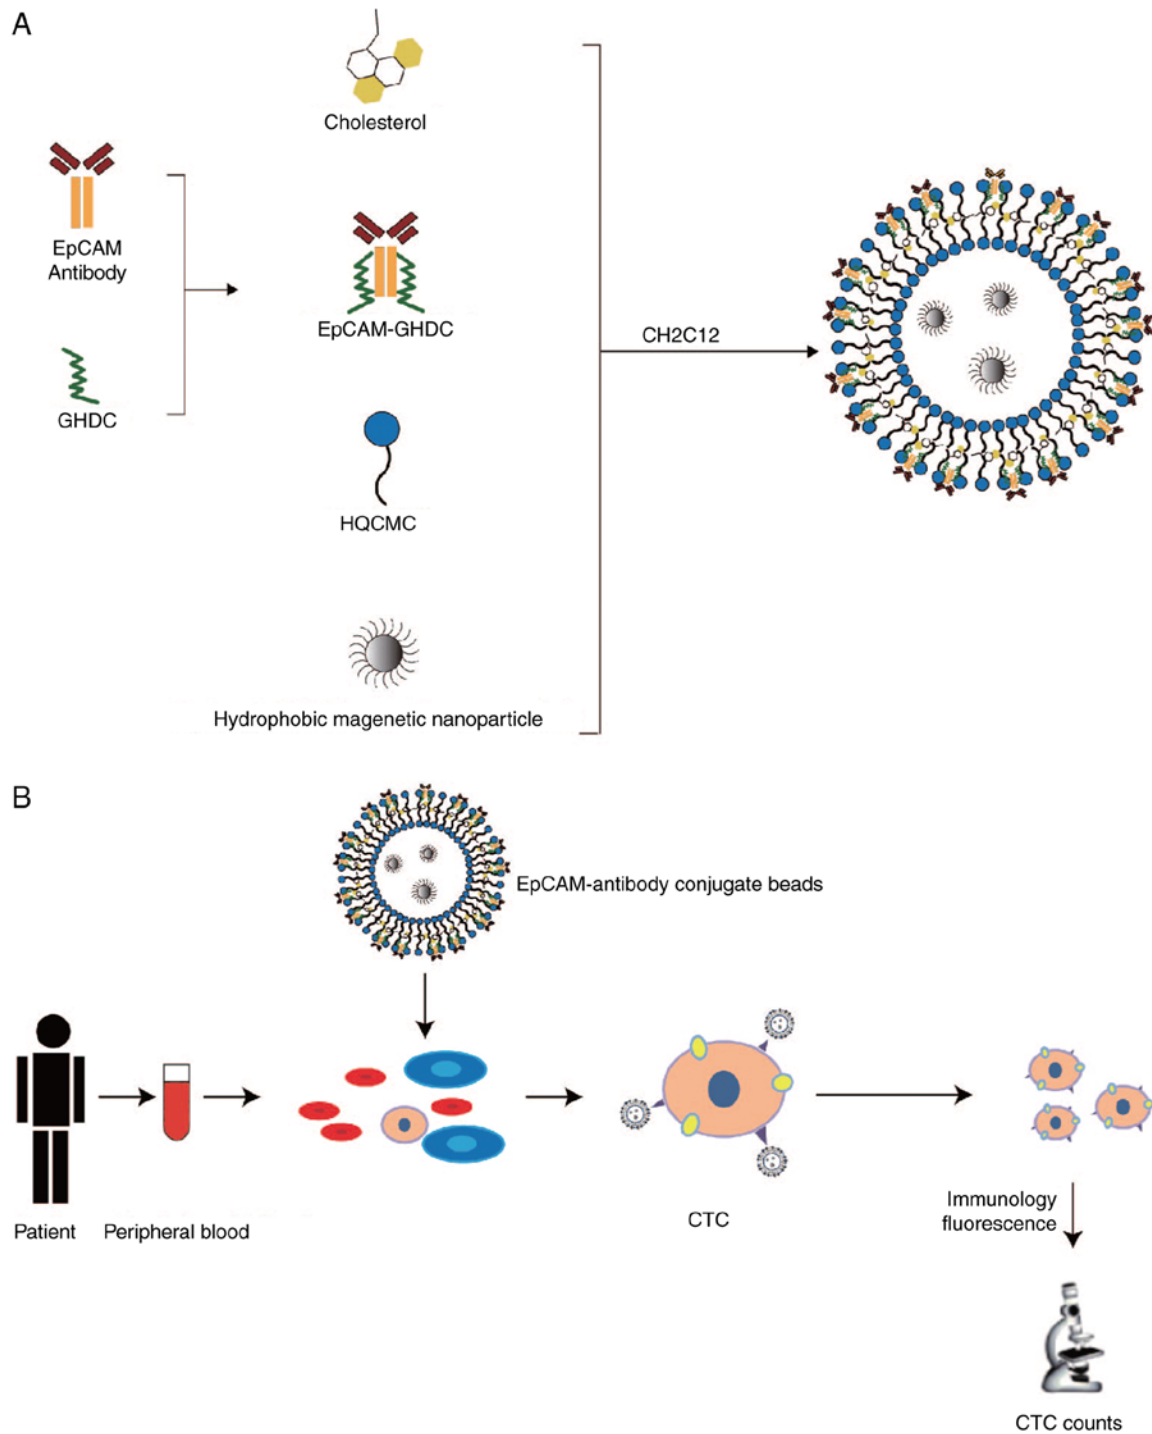 A
Cholesterol
EpCAM
Antibody
EpCAM-GHDC
CH2C12
GHDC
HQCMC
Hydrophobic magenetic nanoparticle
B
EpCAM-antibody conjugate beads
Patient
Peripheral blood
CTC
Immunology
fluorescence
CTC counts